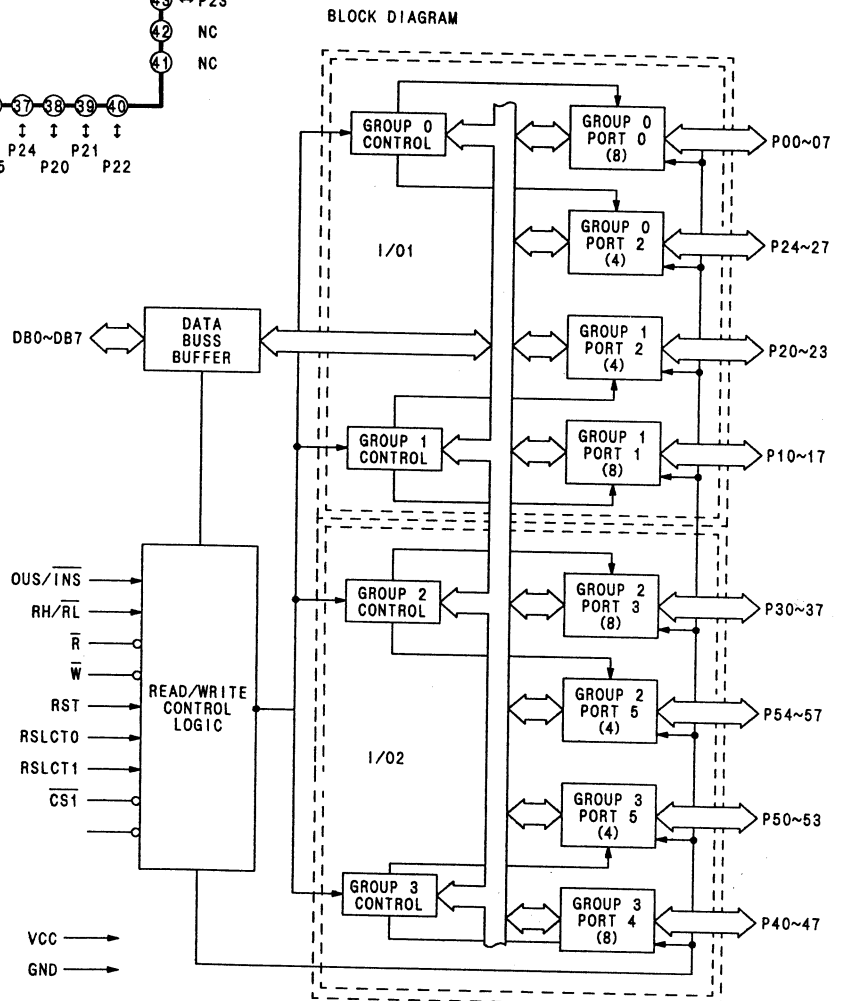 43 ↔ P23
42 NC
41 NC
37 38 39 40
↕ ↕ ↕ ↕
P24 P21
5 P20 P22
BLOCK DIAGRAM
GROUP 0
CONTROL
GROUP 0
PORT 0
(8)
P00~07
GROUP 0
PORT 2
(4)
P24~27
I/O1
DB0~DB7
DATA
BUSS
BUFFER
GROUP 1
PORT 2
(4)
P20~23
GROUP 1
CONTROL
GROUP 1
PORT 1
(8)
P10~17
OUS/I̅N̅S̅
RH/R̅L̅
R̅
W̅
RST
RSLCT0
RSLCT1
C̅S̅1̅
READ/WRITE
CONTROL
LOGIC
GROUP 2
CONTROL
GROUP 2
PORT 3
(8)
P30~37
GROUP 2
PORT 5
(4)
P54~57
I/O2
GROUP 3
PORT 5
(4)
P50~53
GROUP 3
CONTROL
GROUP 3
PORT 4
(8)
P40~47
VCC
GND